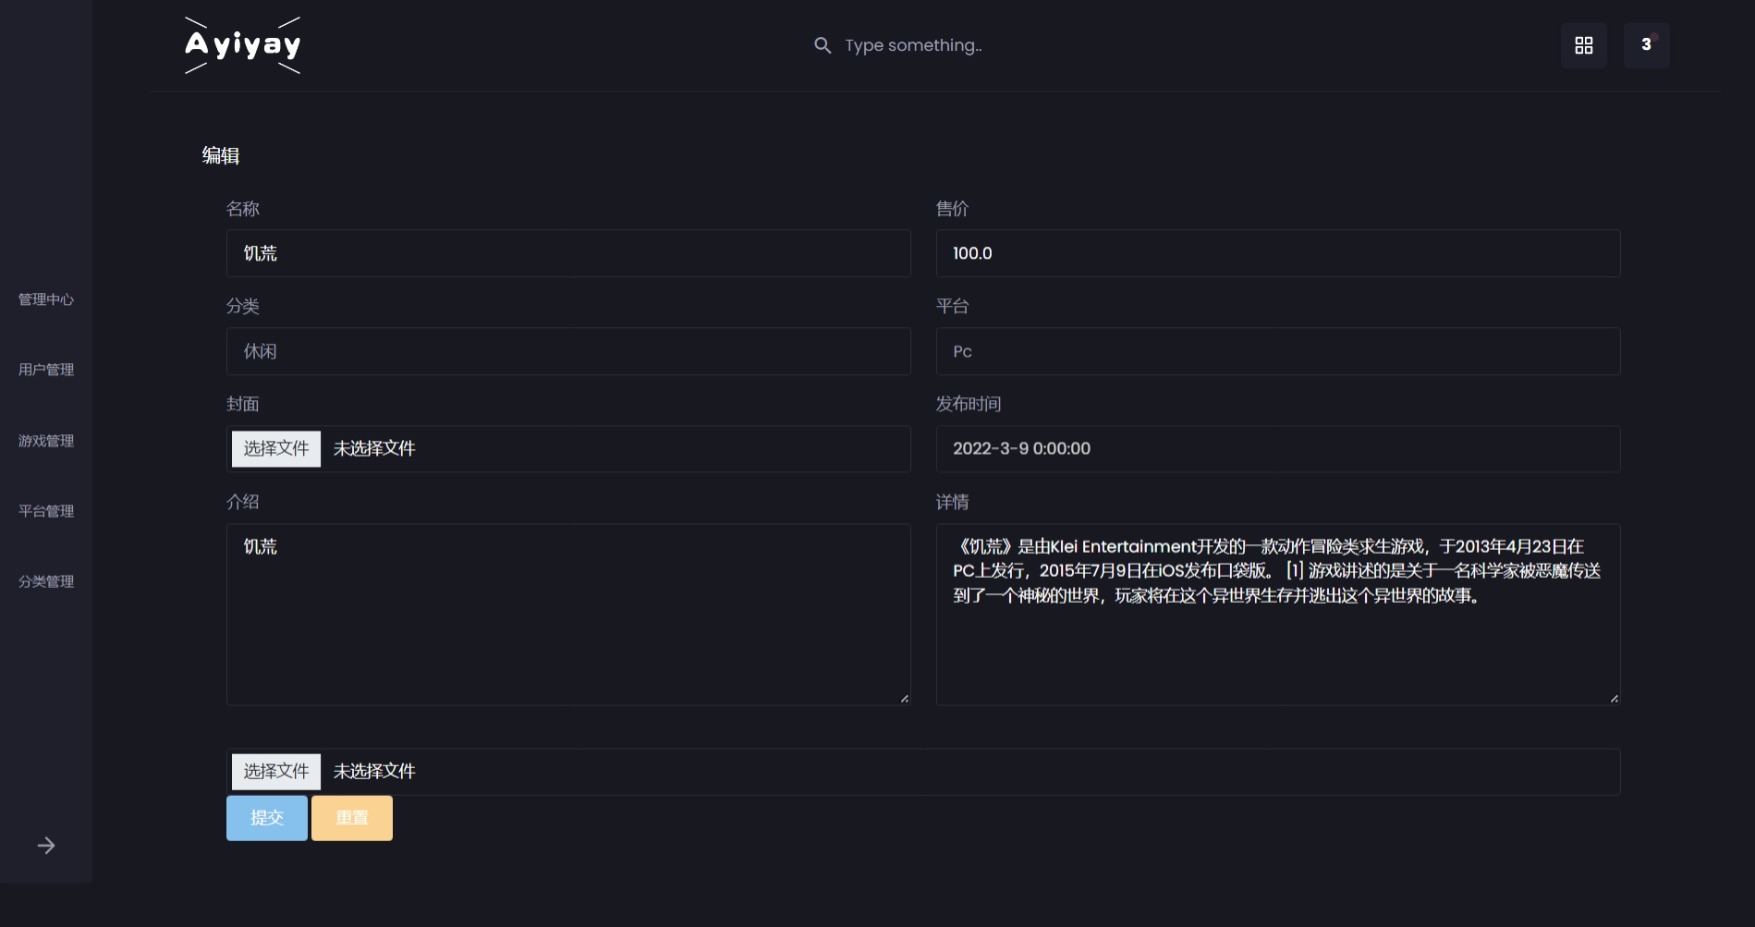 Ayiyay
Type something..
3
编辑
名称
售价
饥荒
100.0
管理中心
分类
平台
休闲
Pc
用户管理
封面
发布时间
选择文件 未选择文件
2022-3-9 0:00:00
游戏管理
介绍
详情
平台管理
饥荒
《饥荒》是由Klei Entertainment开发的一款动作冒险类求生游戏，于2013年4月23日在
PC上发行，2015年7月9日在iOS发布口袋版。 [1] 游戏讲述的是关于一名科学家被恶魔传送
到了一个神秘的世界，玩家将在这个异世界生存并逃出这个异世界的故事。
分类管理
选择文件 未选择文件
提交 重置